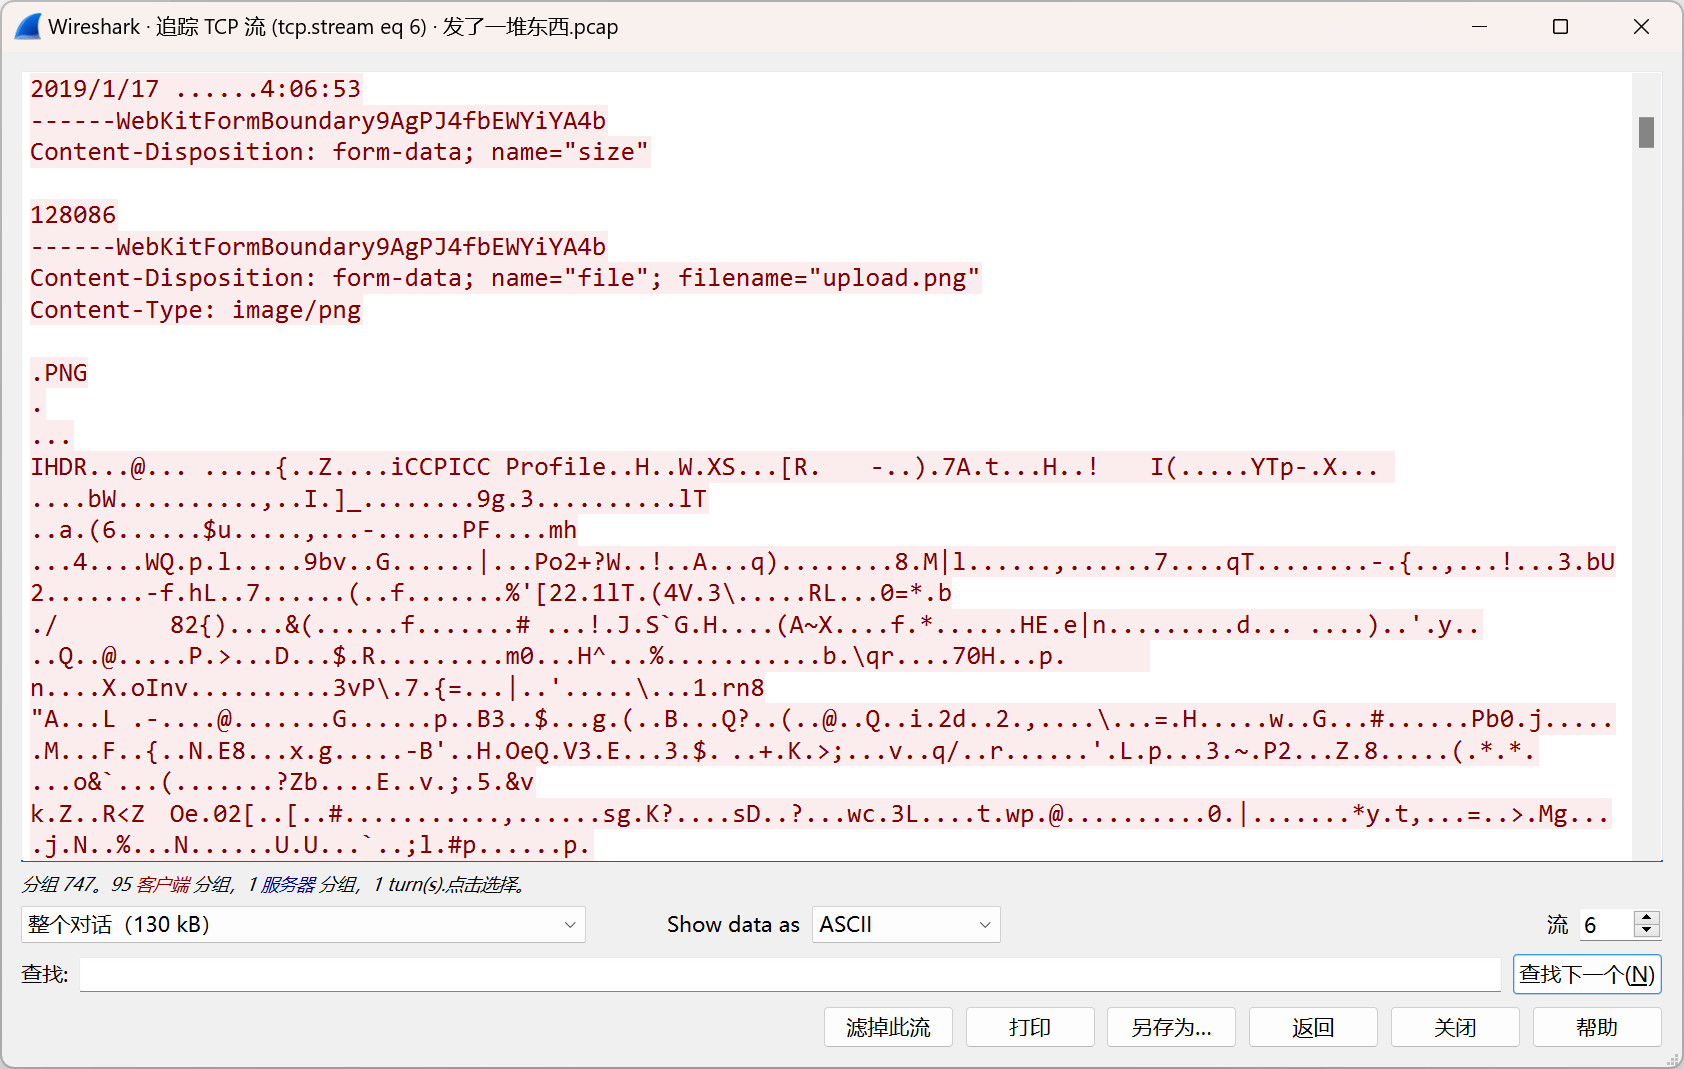 Wireshark · 追踪 TCP 流 (tcp.stream eq 6) · 发了一堆东西.pcap
2019/1/17 ......4:06:53
------WebKitFormBoundary9AgPJ4fbEWYiYA4b
Content-Disposition: form-data; name="size"
128086
------WebKitFormBoundary9AgPJ4fbEWYiYA4b
Content-Disposition: form-data; name="file"; filename="upload.png"
Content-Type: image/png
.PNG
.
...
IHDR...@... .....{..Z....iCCPICC Profile..H..W.XS...[R.   -..).7A.t...H..!   I(.....YTp-.X...
....bW..........,..I.]_........9g.3..........lT
..a.(6......$u.....,...-......PF....mh
...4....WQ.p.l.....9bv..G......|...Po2+?W..!..A...q)........8.M|l......,......7....qT........-.{..,...!...3.bU
2.......-f.hL..7......(..f.......%'[22.1lT.(4V.3\.....RL...0=*.b
./        82{)....&(......f.......# ...!.J.S`G.H....(A~X....f.*......HE.e|n.........d... ....)..'.y..
..Q..@.....P.>...D...$.R.........m0...H^...%...........b.\qr....70H...p.
n....X.oInv..........3vP\.7.{=...|..'.....\...1.rn8
"A...L .-....@.......G......p..B3..$...g.(..B...Q?..(..@..Q..i.2d..2.,....\...=.H.....w..G...#......Pb0.j.....
.M...F..{..N.E8...x.g.....-B'..H.OeQ.V3.E...3.$. ..+.K.>;...v..q/..r......'.L.p...3.~.P2...Z.8.....(.*.*.
...o&`...(.......?Zb....E..v.;.5.&v
k.Z..R<Z  Oe.02[..[..#...........,......sg.K?....sD..?...wc.3L....t.wp.@..........0.|.......*y.t,...=..>.Mg...
.j.N..%...N......U.U...`..;l.#p......p.
分组 747。95 客户端 分组，1 服务器 分组，1 turn(s).点击选择。
整个对话（130 kB） Show data as ASCII 流 6
查找: 查找下一个(N)
滤掉此流 打印 另存为... 返回 关闭 帮助